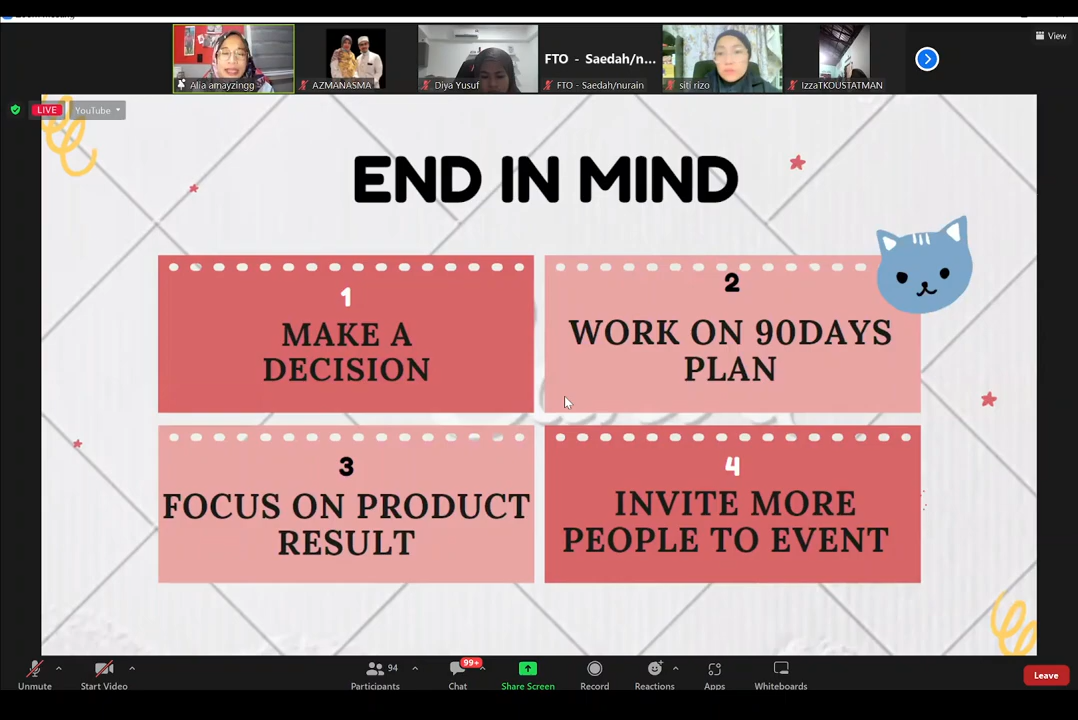 View
Alia amayzingg
AZMANASMA
Diya Yusuf
FTO - Saedah/n...
FTO - Saedah/nurain
siti rizo
IzzaTKOUSTATMAN
LIVE
YouTube
END IN MIND
1
MAKE A
DECISION
2
WORK ON 90DAYS
PLAN
3
FOCUS ON PRODUCT
RESULT
4
INVITE MORE
PEOPLE TO EVENT
Unmute
Start Video
94
Participants
99+
Chat
Share Screen
Record
Reactions
Apps
Whiteboards
Leave